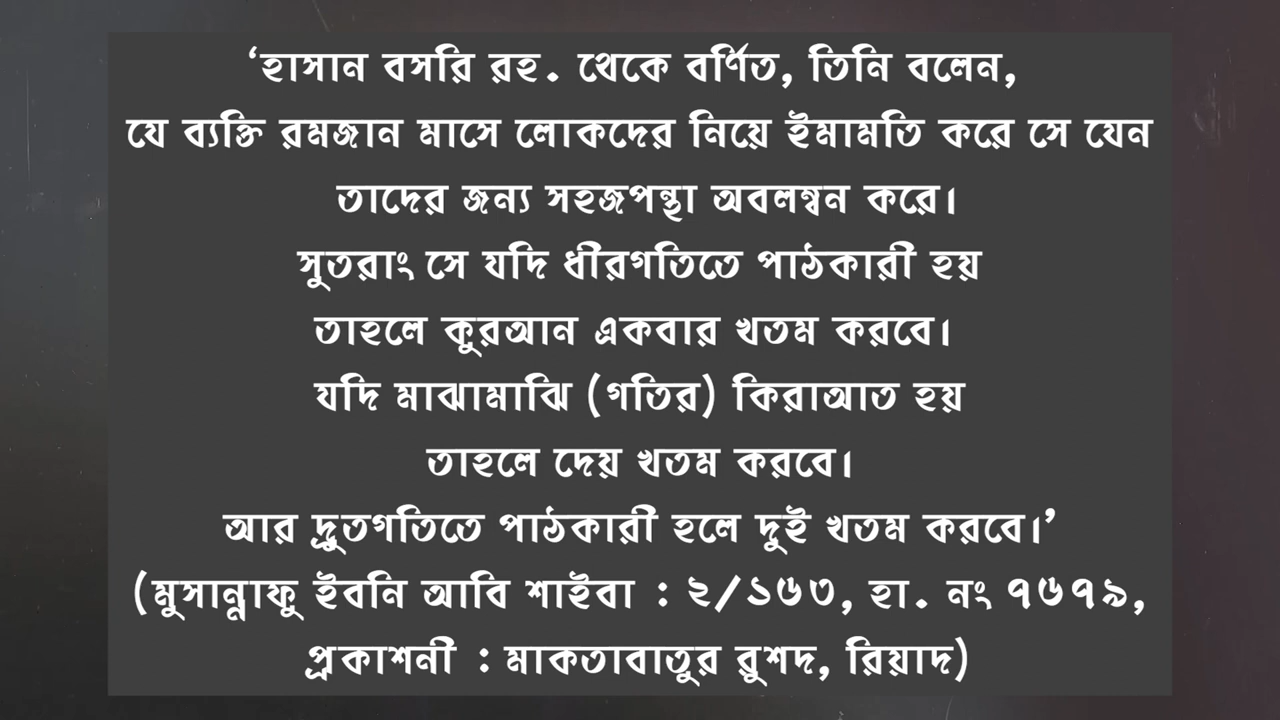 ‘হাসান বসরি রহ. থেকে বর্ণিত, তিনি বলেন,
যে ব্যক্তি রমজান মাসে লোকদের নিয়ে ইমামতি করে সে যেন
তাদের জন্য সহজপন্থা অবলম্বন করে।
সুতরাং সে যদি ধীরগতিতে পাঠকারী হয়
তাহলে কুরআন একবার খতম করবে।
যদি মাঝামাঝি (গতির) কিরাআত হয়
তাহলে দেয় খতম করবে।
আর দ্রুতগতিতে পাঠকারী হলে দুই খতম করবে।’
(মুসান্নাফু ইবনি আবি শাইবা : ২/১৬৩, হা. নং ৭৬৭৯,
প্রকাশনী : মাকতাবাতুর রুশদ, রিয়াদ)